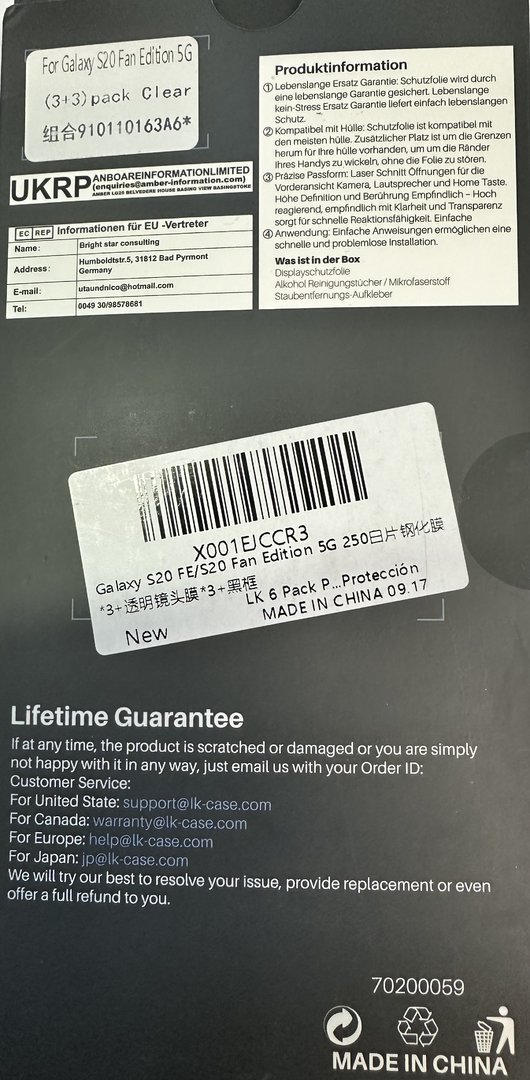 For Galaxy S20 Fan Edition 5G
(3+3)pack Clear
组合910110163A6*
UKRP
ANBOAREINFORMATIONLIMITED
(enquiries@amber-information.com)
AMBER LG25 BELVEDERE HOUSE BASING VIEW BASINGSTOKE
EC REP Informationen für EU -Vertreter
Name: Bright star consulting
Address: Humboldtstr.5, 31812 Bad Pyrmont
Germany
E-mail: utaundnico@hotmail.com
Tel: 0049 30/98578681
Produktinformation
① Lebenslange Ersatz Garantie: Schutzfolie wird durch
eine lebenslange Garantie gesichert. Lebenslange
kein-Stress Ersatz Garantie liefert einfach lebenslangen
Schutz.
② Kompatibel mit Hülle: Schutzfolie ist kompatibel mit
den meisten hülle. Zusätzlicher Platz ist um die Grenzen
herum für Ihre hülle vorhanden, um um die Ränder
Ihres Handys zu wickeln, ohne die Folie zu stören.
③ Präzise Passform: Laser Schnitt Öffnungen für die
Vorderansicht Kamera, Lautsprecher und Home Taste.
Höhe Definition und Berührung Empfindlich – Hoch
reagierend, empfindlich mit Klarheit und Transparenz
sorgt für schnelle Reaktionsfähigkeit. Einfache
④ Anwendung: Einfache Anweisungen ermöglichen eine
schnelle und problemlose Installation.
Was ist in der Box
Displayschutzfolie
Alkohol Reinigungstücher / Mikrofaserstoff
Staubentfernungs-Aufkleber
X001EJCCR3
Galaxy S20 FE/S20 Fan Edition 5G 250白片钢化膜
*3+透明镜头膜*3+黑框
LK 6 Pack P...Protección
New
MADE IN CHINA 09.17
Lifetime Guarantee
If at any time, the product is scratched or damaged or you are simply
not happy with it in any way, just email us with your Order ID:
Customer Service:
For United State: support@lk-case.com
For Canada: warranty@lk-case.com
For Europe: help@lk-case.com
For Japan: jp@lk-case.com
We will try our best to resolve your issue, provide replacement or even
offer a full refund to you.
70200059
MADE IN CHINA